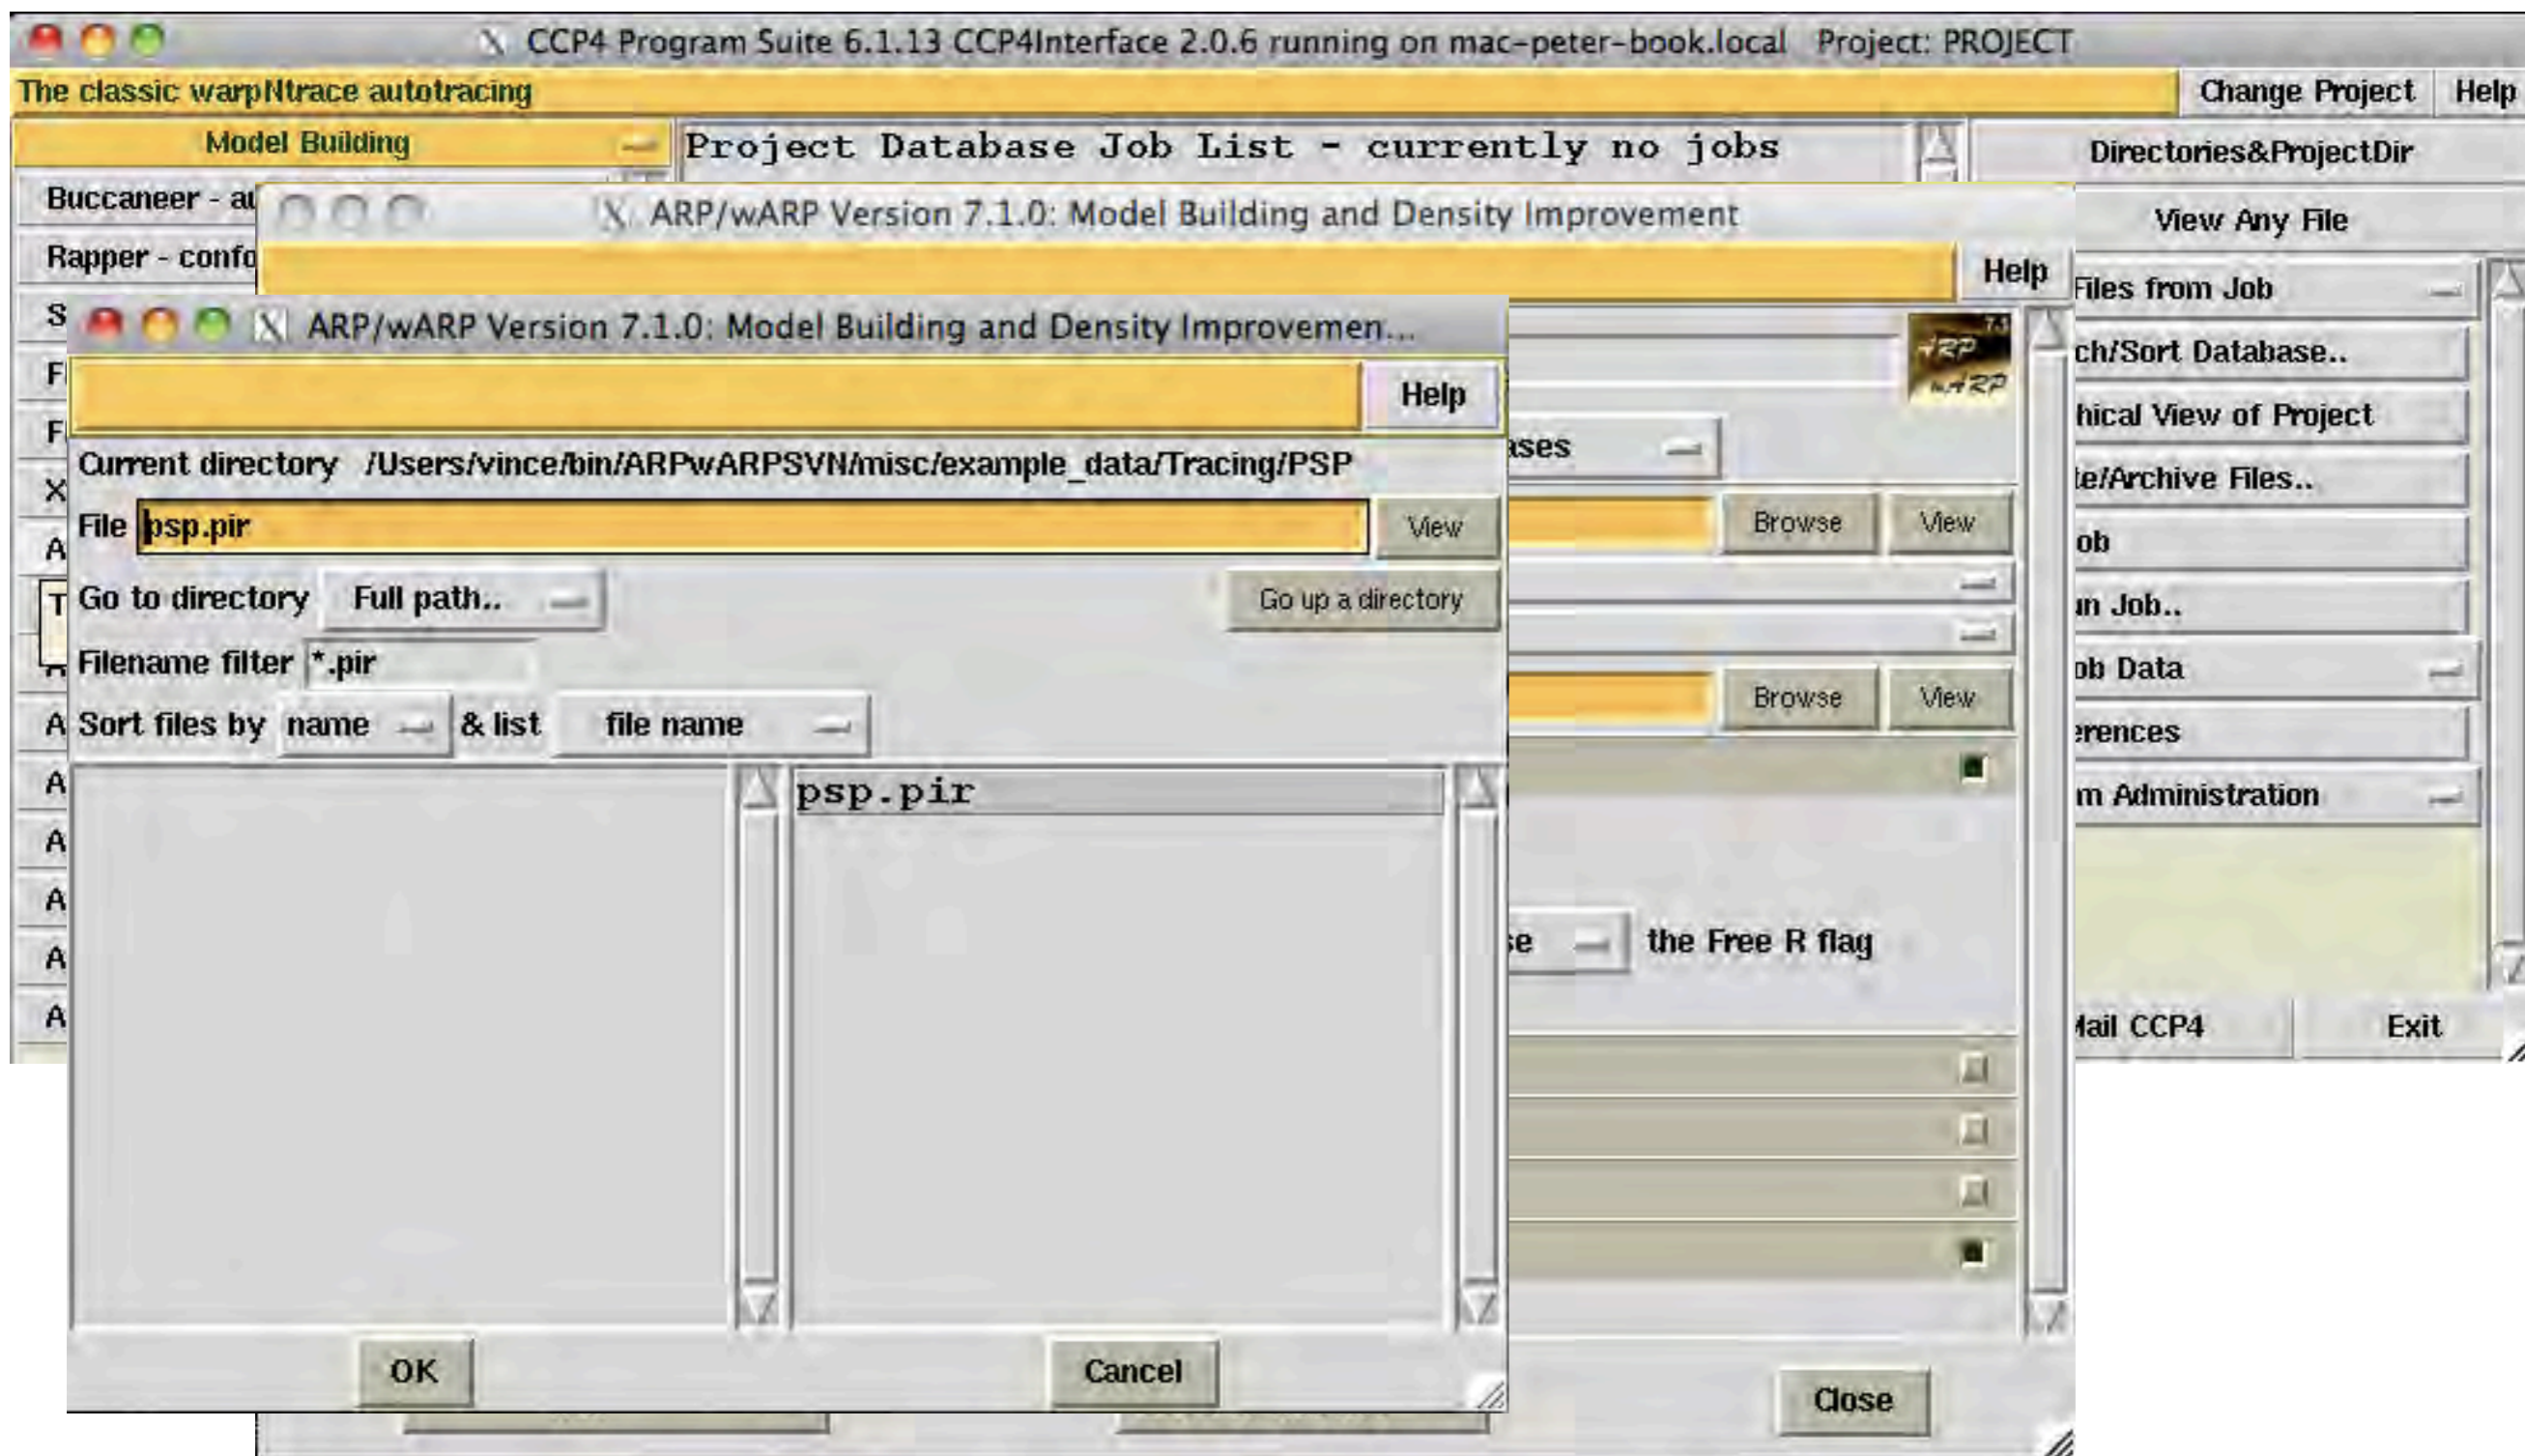 CCP4 Program Suite 6.1.13 CCP4Interface 2.0.6 running on mac-peter-book.local Project: PROJECT
The classic warpNtrace autotracing
Change Project
Help
Model Building
Project Database Job List - currently no jobs
Directories&ProjectDir
Buccaneer - au
ARP/wARP Version 7.1.0: Model Building and Density Improvement
View Any File
Rapper - confo
Help
Files from Job
S
ARP/wARP Version 7.1.0: Model Building and Density Improvemen...
ARP
wARP
ch/Sort Database..
F
Help
hical View of Project
F
Current directory /Users/vince/bin/ARPwARPSVN/misc/example_data/Tracing/PSP
ases
te/Archive Files..
X
File psp.pir
View
Browse
View
ob
A
T
Go to directory Full path..
Go up a directory
un Job..
Filename filter *.pir
ob Data
A
Sort files by name & list file name
Browse
View
erences
A
psp.pir
m Administration
A
A
A
se the Free R flag
A
Mail CCP4
Exit
OK
Cancel
Close